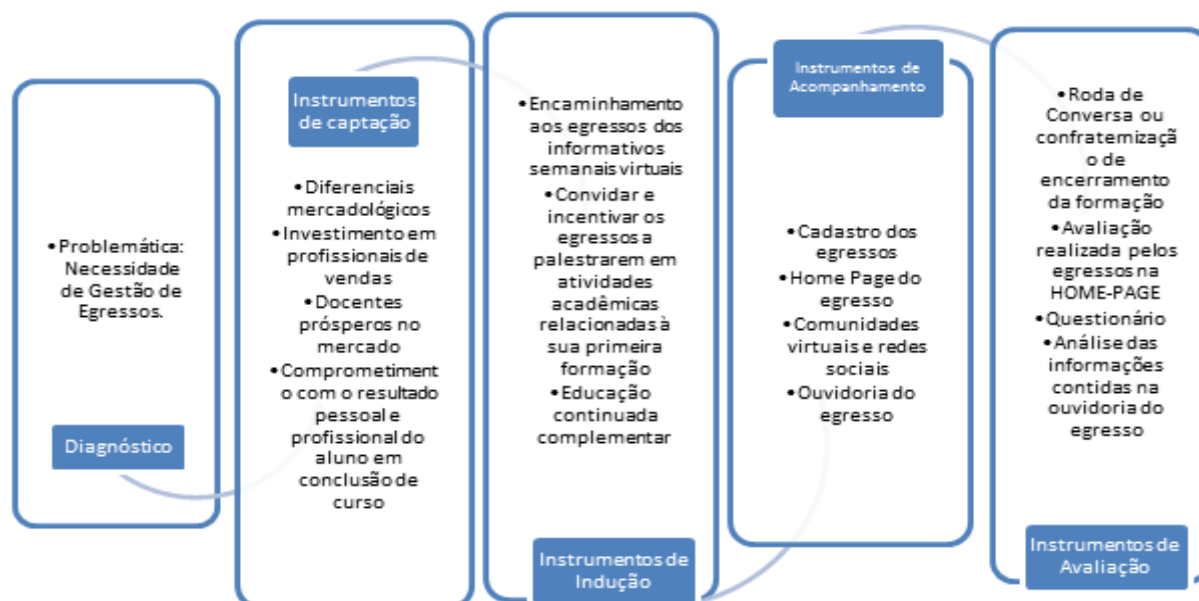 •Problemática:
Necessidade
de Gestão de
Egressos.
Diagnóstico
Instrumentos
de captação
•Diferenciais
mercadológicos
•Investimento em
profissionais de
vendas
•Docentes
prósperos no
mercado
•Comprometiment
o com o resultado
pessoal e
profissional do
aluno em
conclusão de
curso
•Encaminhamento
aos egressos dos
informativos
semanais virtuais
•Convidar e
incentivar os
egressos a
palestrarem em
atividades
acadêmicas
relacionadas à
sua primeira
formação
•Educação
continuada
complementar
Instrumentos de
Indução
Instrumentos de
Acompanhamento
•Cadastro dos
egressos
•Home Page do
egresso
•Comunidades
virtuais e redes
sociais
•Ouvidoria do
egresso
•Roda de
Conversa ou
confraternizaçã
o de
encerramento
da formação
•Avaliação
realizada pelos
egressos na
HOME-PAGE
•Questionário
•Análise das
informações
contidas na
ouvidoria do
egresso
Instrumentos de
Avaliação